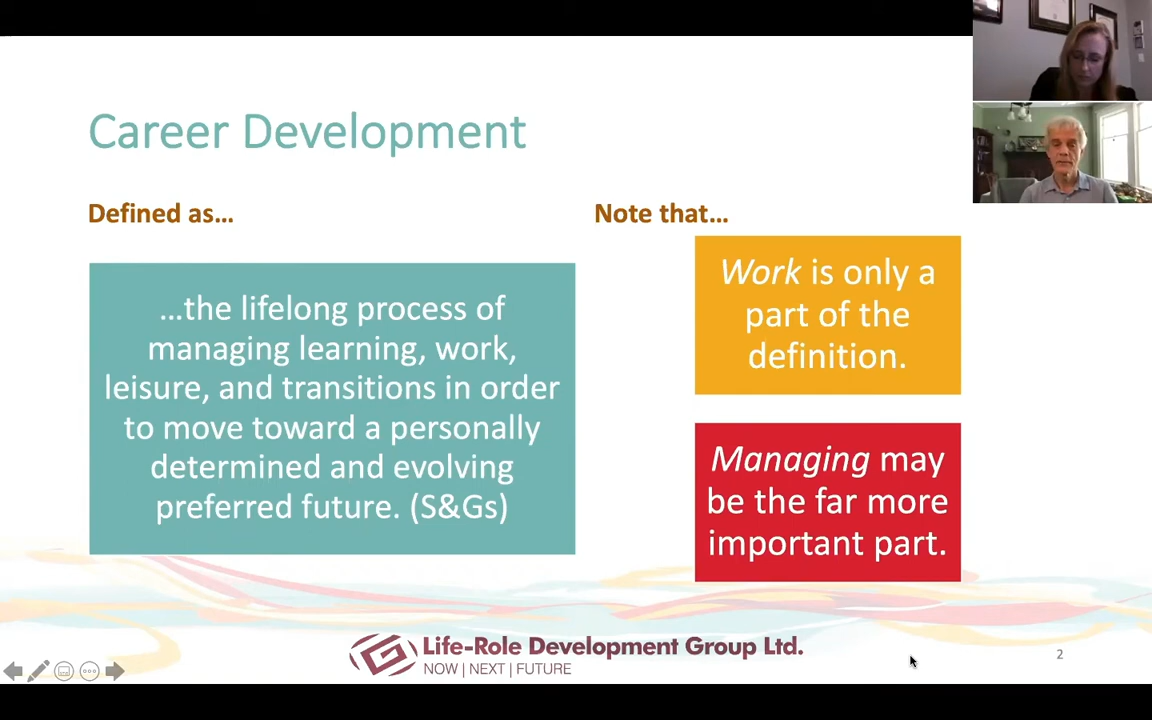 Career Development
Defined as…
…the lifelong process of
managing learning, work,
leisure, and transitions in order
to move toward a personally
determined and evolving
preferred future. (S&Gs)
Note that…
Work is only a
part of the
definition.
Managing may
be the far more
important part.
Life-Role Development Group Ltd.
NOW | NEXT | FUTURE
2